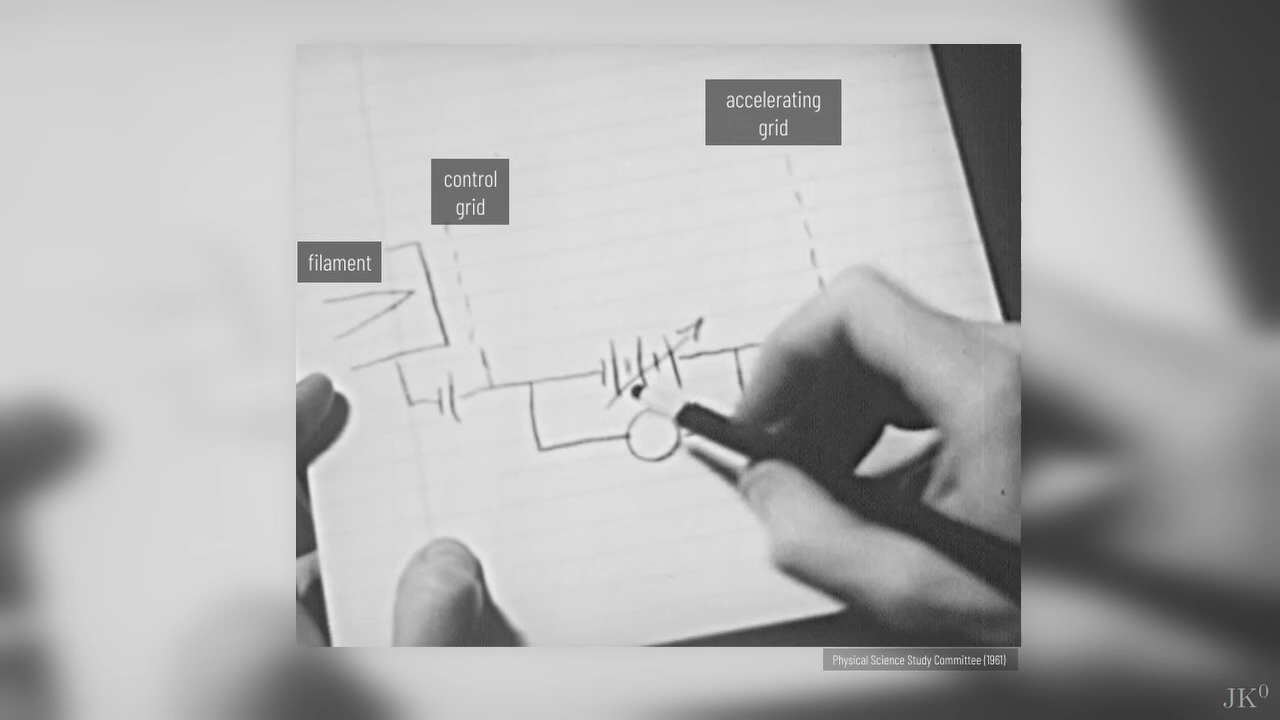 accelerating
grid
control
grid
filament
Physical Science Study Committee (1961)
JK⁰